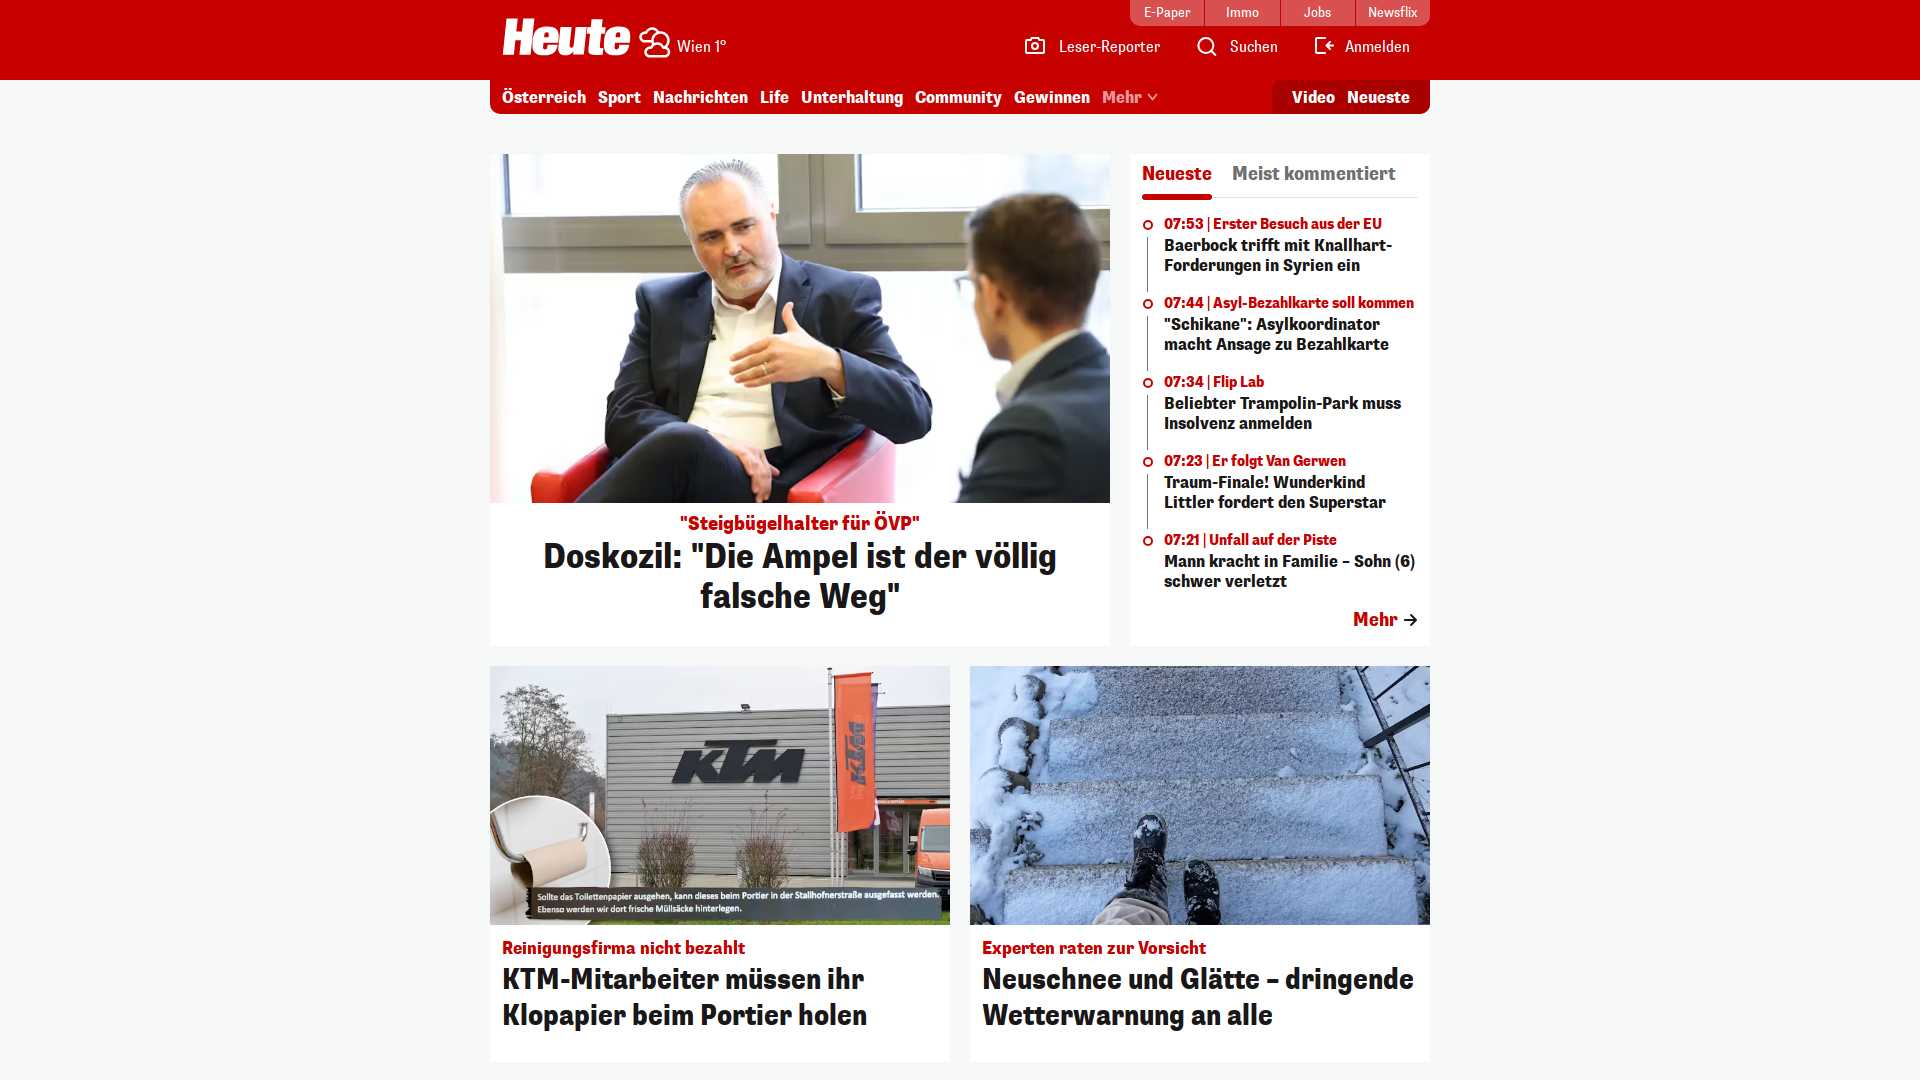 E-Paper
Immo
Jobs
Newsflix
Heute
Wien 1°
Leser-Reporter
Suchen
Anmelden
Österreich
Sport
Nachrichten
Life
Unterhaltung
Community
Gewinnen
Mehr
Video
Neueste
"Steigbügelhalter für ÖVP"
Doskozil: "Die Ampel ist der völlig
falsche Weg"
Neueste
Meist kommentiert
07:53 | Erster Besuch aus der EU
Baerbock trifft mit Knallhart-
Forderungen in Syrien ein
07:44 | Asyl-Bezahlkarte soll kommen
"Schikane": Asylkoordinator
macht Ansage zu Bezahlkarte
07:34 | Flip Lab
Beliebter Trampolin-Park muss
Insolvenz anmelden
07:23 | Er folgt Van Gerwen
Traum-Finale! Wunderkind
Littler fordert den Superstar
07:21 | Unfall auf der Piste
Mann kracht in Familie – Sohn (6)
schwer verletzt
Mehr
KTM
KTM
Sollte das Toilettenpapier ausgehen, kann dieses beim Portier in der Stallhofnerstraße ausgefasst werden.
Ebenso werden wir dort frische Müllsäcke hinterlegen.
Reinigungsfirma nicht bezahlt
KTM-Mitarbeiter müssen ihr
Klopapier beim Portier holen
Experten raten zur Vorsicht
Neuschnee und Glätte – dringende
Wetterwarnung an alle